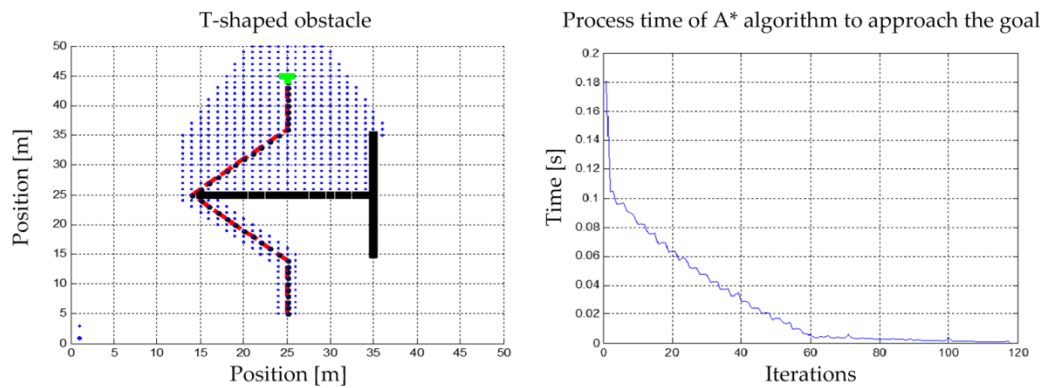 T-shaped obstacle
Position [m]
50
45
40
35
30
25
20
15
10
5
3
0
0 5 10 15 20 25 30 35 40 45 50
Position [m]
Process time of A* algorithm to approach the goal
Time [s]
0.2
0.18
0.16
0.14
0.12
0.1
0.08
0.06
0.04
0.02
0
0 20 40 60 80 100 120
Iterations